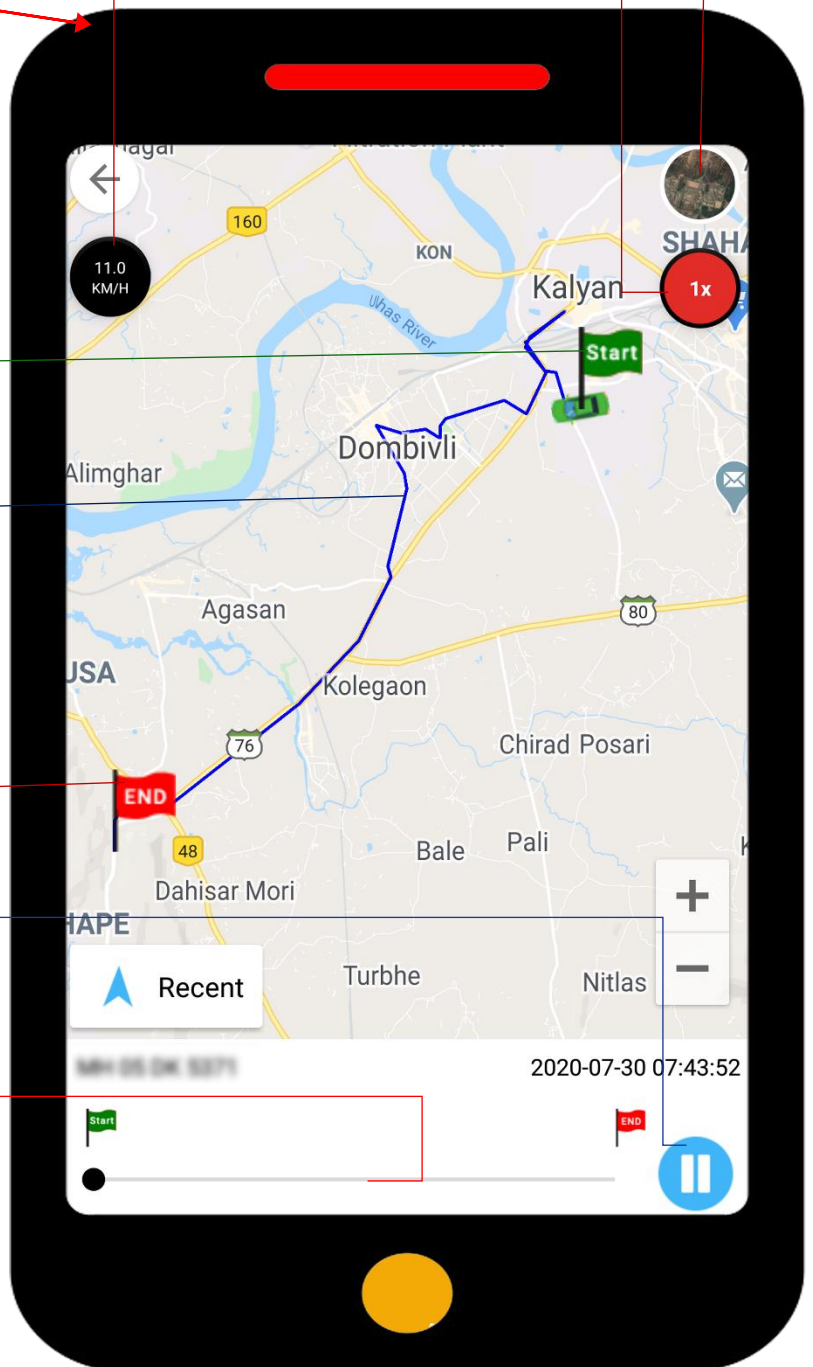 160
KON
SHAHA
11.0
KM/H
Kalyan
1x
Ulhas River
Start
Dombivli
Alimghar
Agasan
80
USA
Kolegaon
76
Chirad Posari
END
48
Bale
Pali
Dahisar Mori
HAPE
+
−
Recent
Turbhe
Nitlas
2020-07-30 07:43:52
Start
END